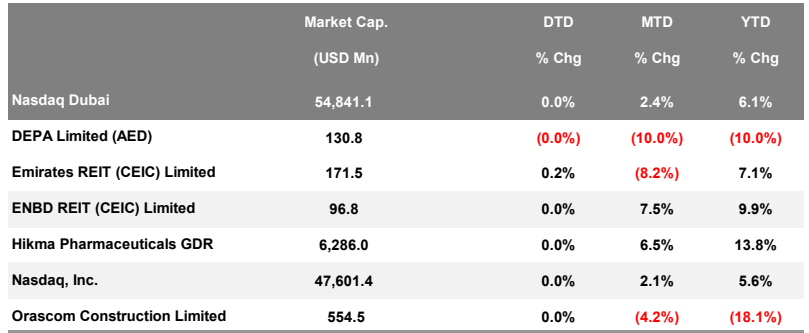 Market Cap. DTD MTD YTD
(USD Mn) % Chg % Chg % Chg
Nasdaq Dubai 54,841.1 0.0% 2.4% 6.1%
DEPA Limited (AED) 130.8 (0.0%) (10.0%) (10.0%)
Emirates REIT (CEIC) Limited 171.5 0.2% (8.2%) 7.1%
ENBD REIT (CEIC) Limited 96.8 0.0% 7.5% 9.9%
Hikma Pharmaceuticals GDR 6,286.0 0.0% 6.5% 13.8%
Nasdaq, Inc. 47,601.4 0.0% 2.1% 5.6%
Orascom Construction Limited 554.5 0.0% (4.2%) (18.1%)